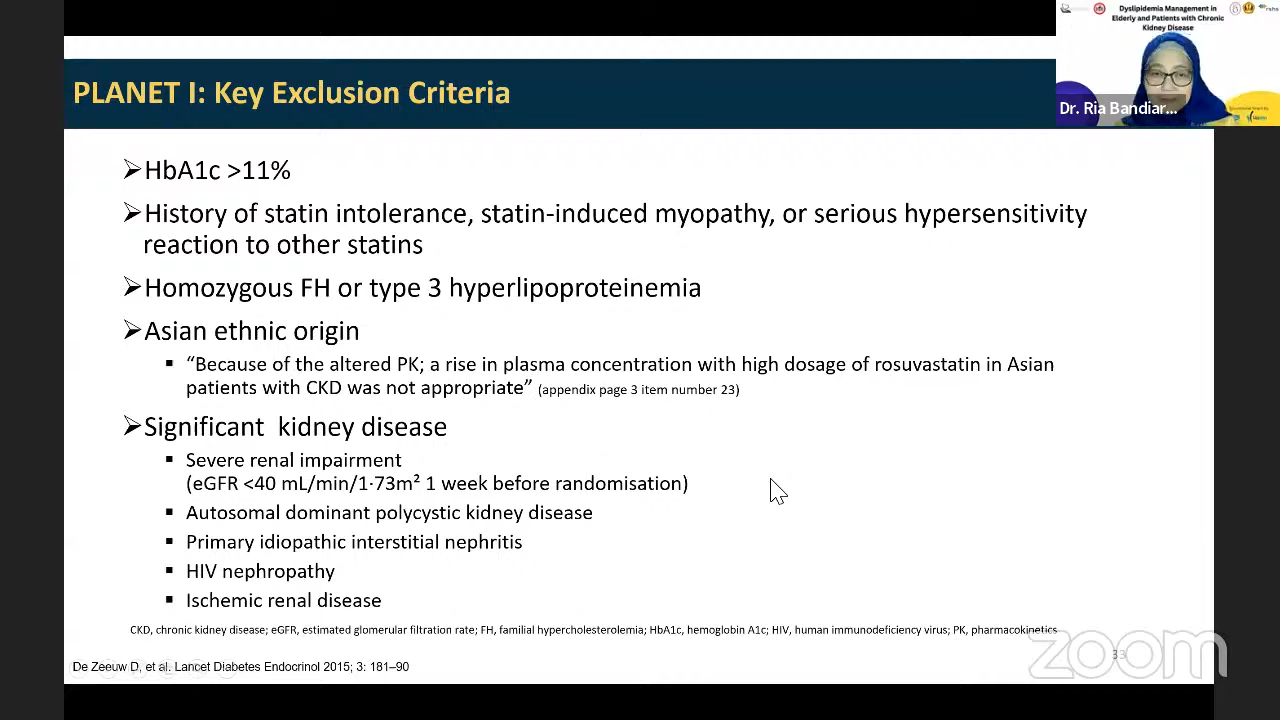 Dyslipidemia Management in
Elderly and Patients with Chronic
Kidney Disease
Dr. Ria Bandiar...
PLANET I: Key Exclusion Criteria
➢HbA1c >11%
➢History of statin intolerance, statin-induced myopathy, or serious hypersensitivity
reaction to other statins
➢Homozygous FH or type 3 hyperlipoproteinemia
➢Asian ethnic origin
▪ “Because of the altered PK; a rise in plasma concentration with high dosage of rosuvastatin in Asian
patients with CKD was not appropriate” (appendix page 3 item number 23)
➢Significant kidney disease
▪ Severe renal impairment
(eGFR <40 mL/min/1·73m² 1 week before randomisation)
▪ Autosomal dominant polycystic kidney disease
▪ Primary idiopathic interstitial nephritis
▪ HIV nephropathy
▪ Ischemic renal disease
CKD, chronic kidney disease; eGFR, estimated glomerular filtration rate; FH, familial hypercholesterolemia; HbA1c, hemoglobin A1c; HIV, human immunodeficiency virus; PK, pharmacokinetics
33
zoom
De Zeeuw D, et al. Lancet Diabetes Endocrinol 2015; 3: 181–90